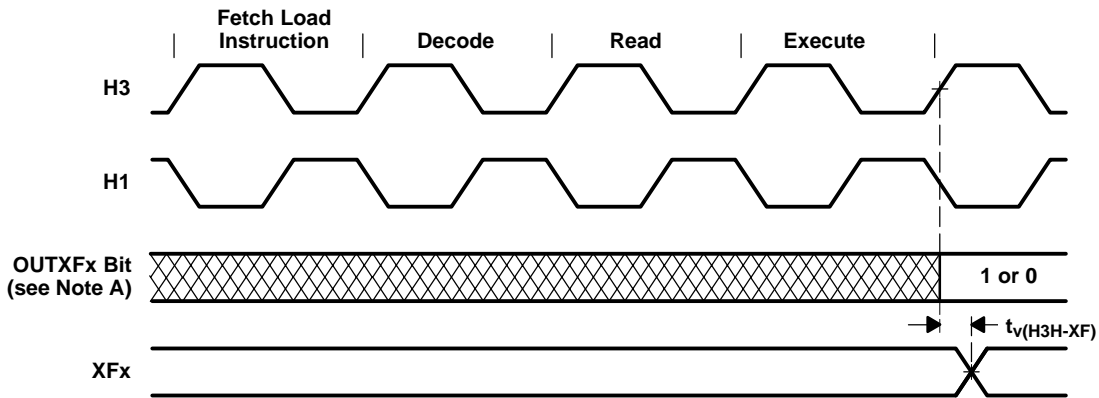 Fetch Load
Instruction
Decode
Read
Execute
H3
H1
OUTXFx Bit
(see Note A)
1 or 0
tv(H3H-XF)
XFx